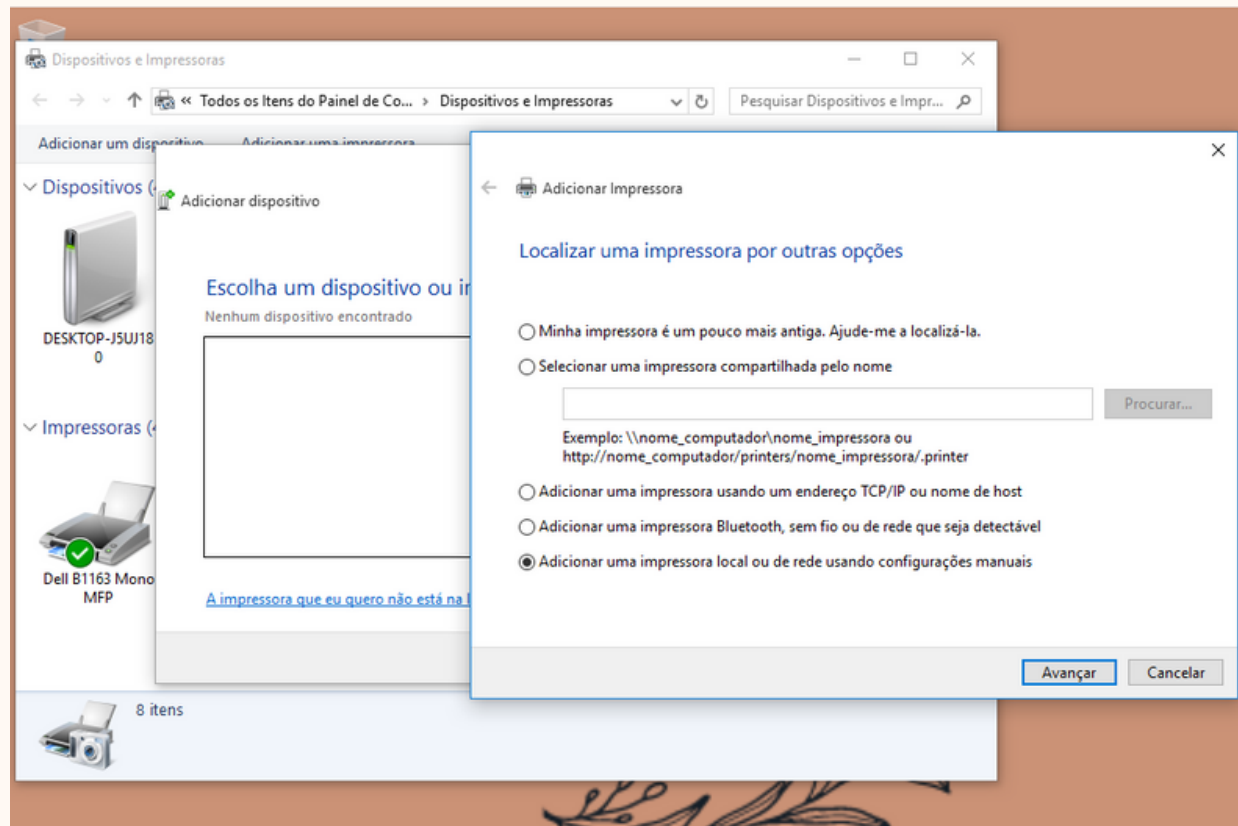 Dispositivos e Impressoras
« Todos os Itens do Painel de Co... › Dispositivos e Impressoras
Pesquisar Dispositivos e Impr...
Adicionar um dispositivo Adicionar uma impressora
Dispositivos (
DESKTOP-J5UJ18
0
Impressoras (
Dell B1163 Mono
MFP
8 itens
Adicionar dispositivo
Escolha um dispositivo ou
Nenhum dispositivo encontrado
A impressora que eu quero não está na
Adicionar Impressora
Localizar uma impressora por outras opções
Minha impressora é um pouco mais antiga. Ajude-me a localizá-la.
Selecionar uma impressora compartilhada pelo nome
Procurar...
Exemplo: \\nome_computador\nome_impressora ou
http://nome_computador/printers/nome_impressora/.printer
Adicionar uma impressora usando um endereço TCP/IP ou nome de host
Adicionar uma impressora Bluetooth, sem fio ou de rede que seja detectável
Adicionar uma impressora local ou de rede usando configurações manuais
Avançar Cancelar